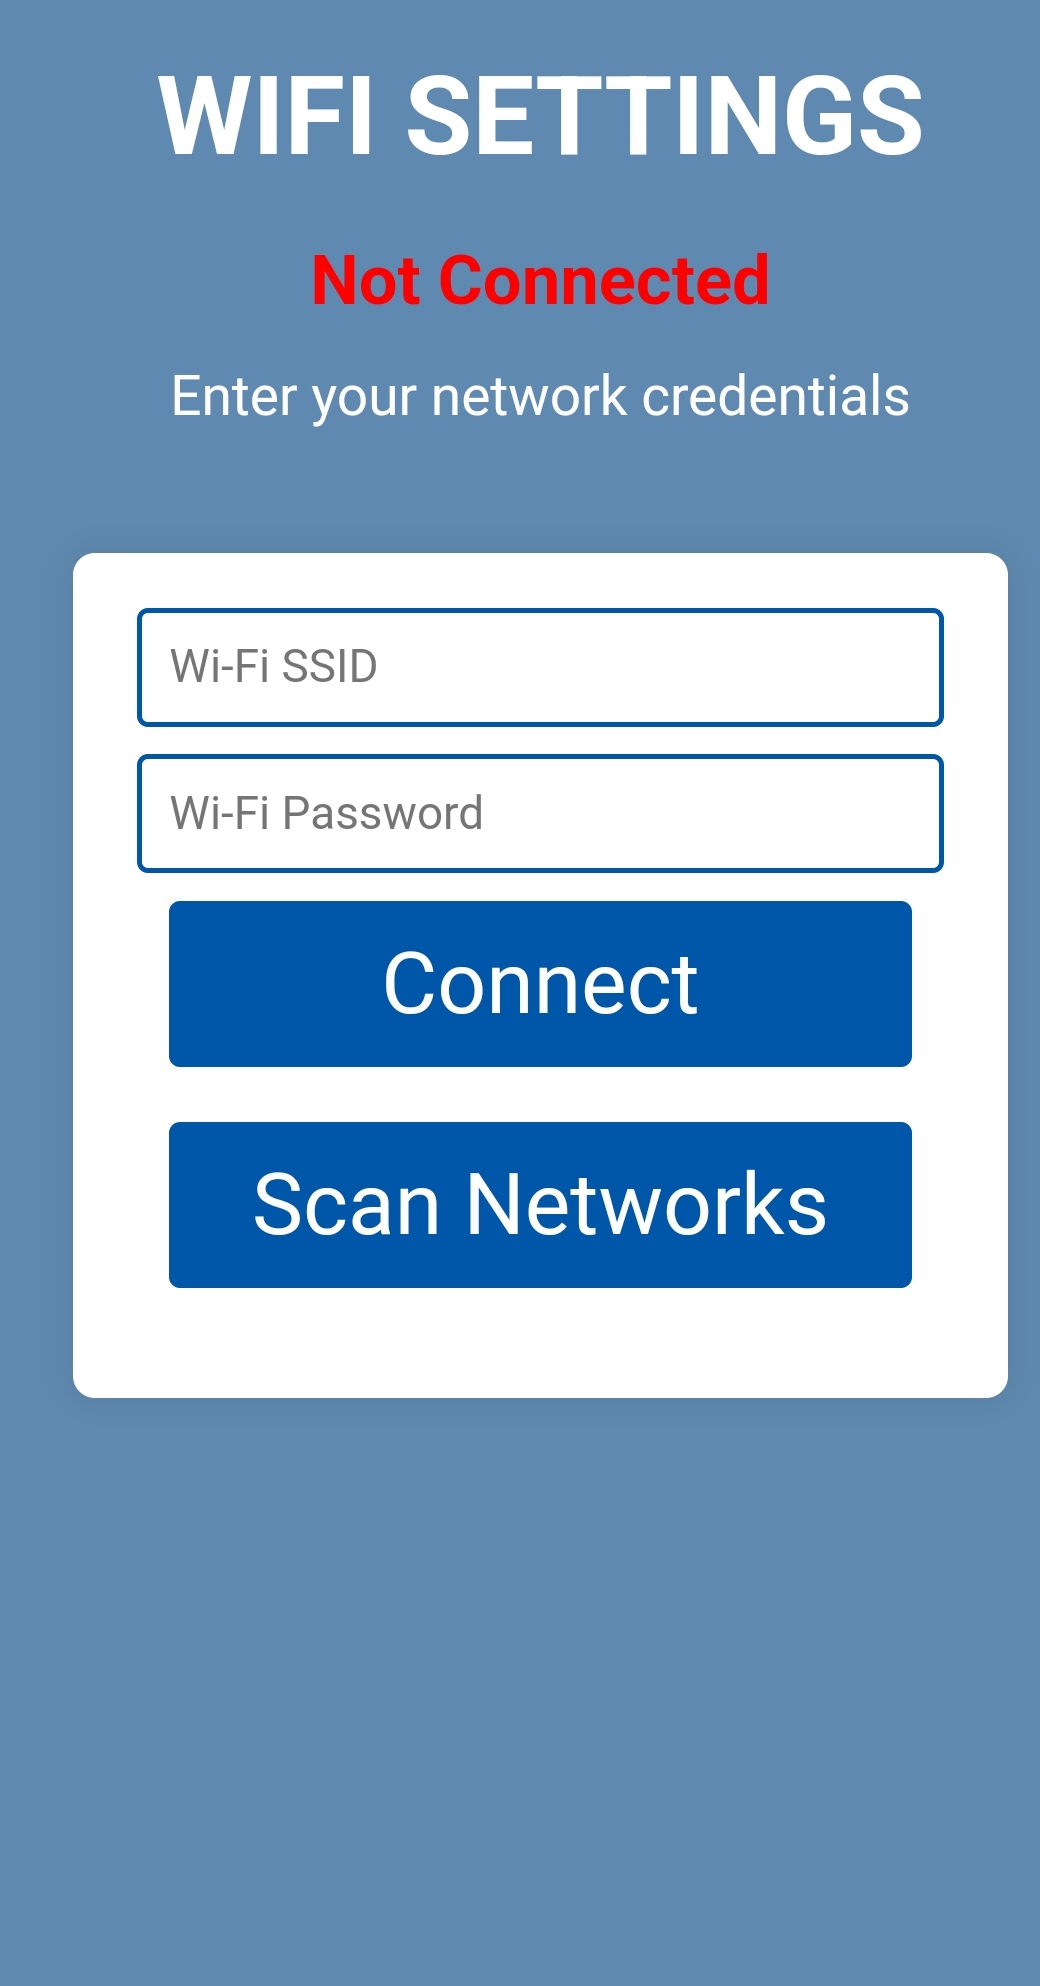 WIFI SETTINGS
Not Connected
Enter your network credentials
Wi-Fi SSID
Wi-Fi Password
Connect
Scan Networks